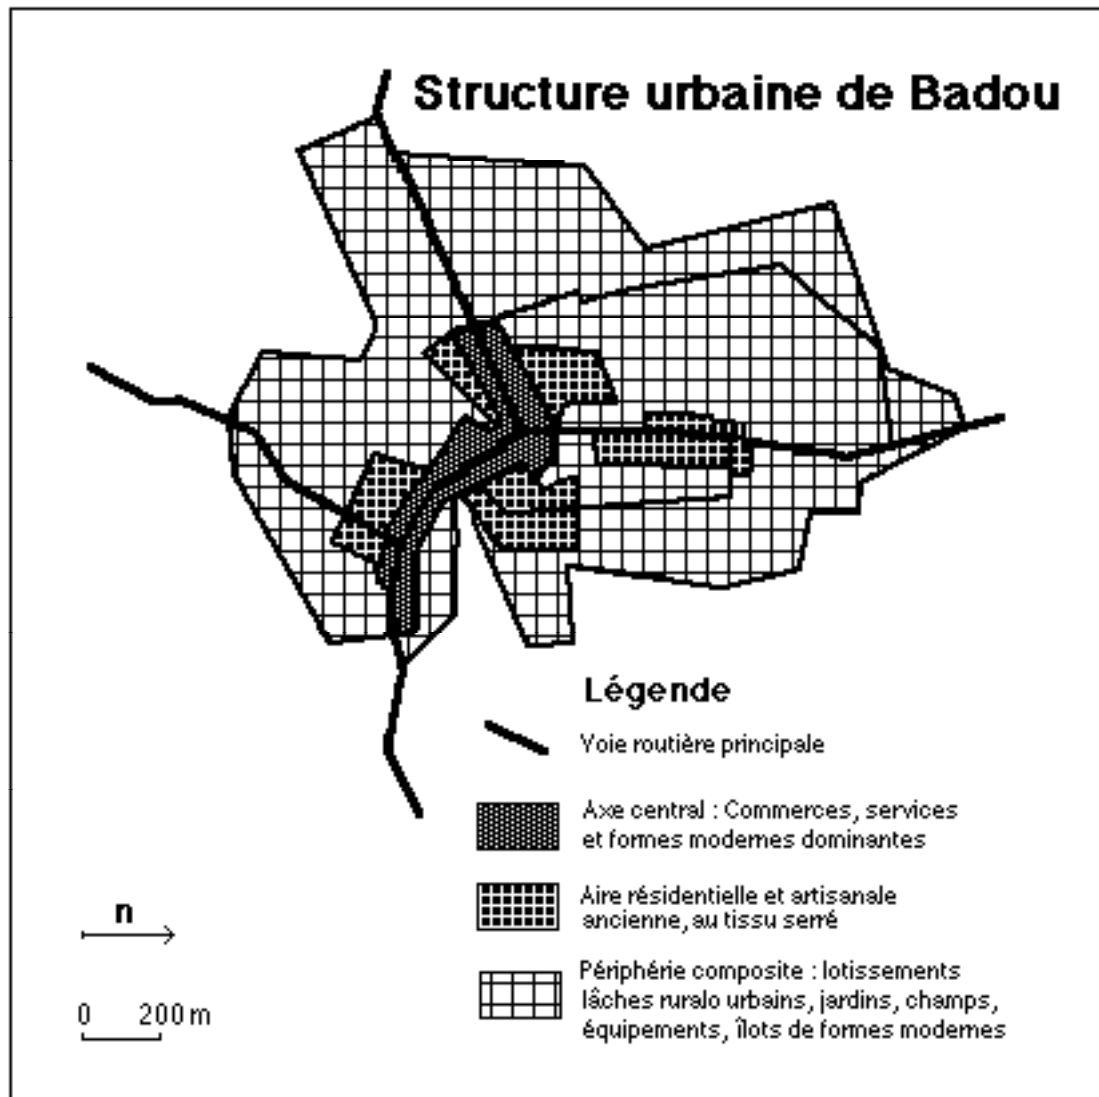 Structure urbaine de Badou
Légende
Voie routière principale
Axe central : Commerces, services
et formes modernes dominantes
Aire résidentielle et artisanale
ancienne, au tissu serré
Périphérie composite : lotissements
lâches ruralo urbains, jardins, champs,
équipements, îlots de formes modernes
n
0 200 m